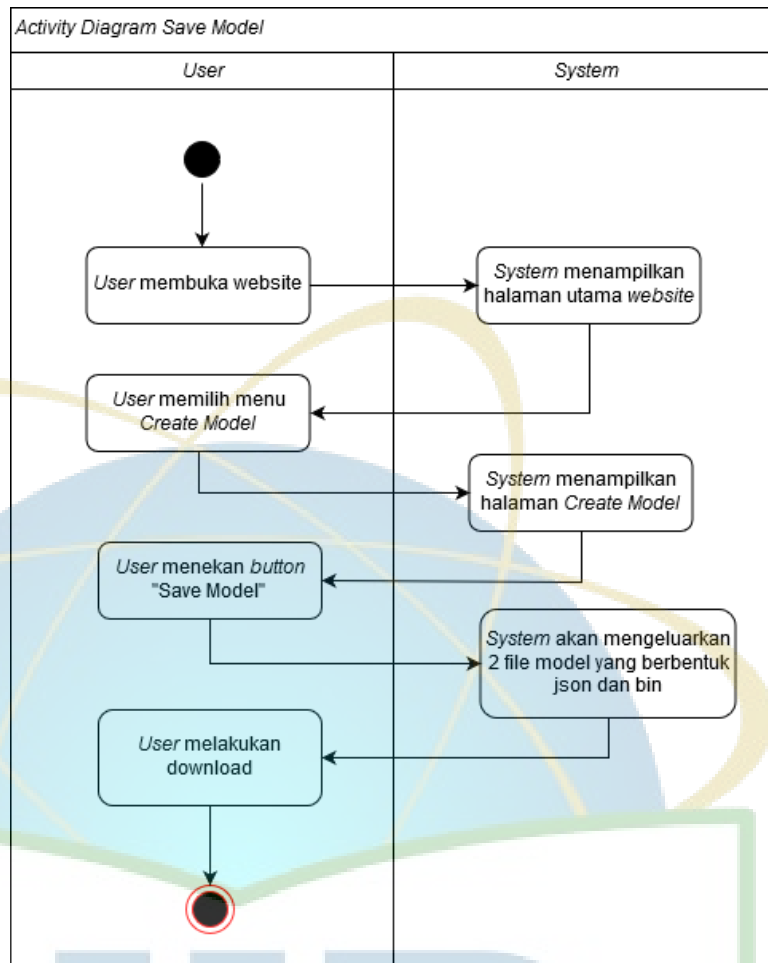 Activity Diagram Save Model
User
System
User membuka website
System menampilkan
halaman utama website
User memilih menu
Create Model
System menampilkan
halaman Create Model
User menekan button
"Save Model"
System akan mengeluarkan
2 file model yang berbentuk
json dan bin
User melakukan
download